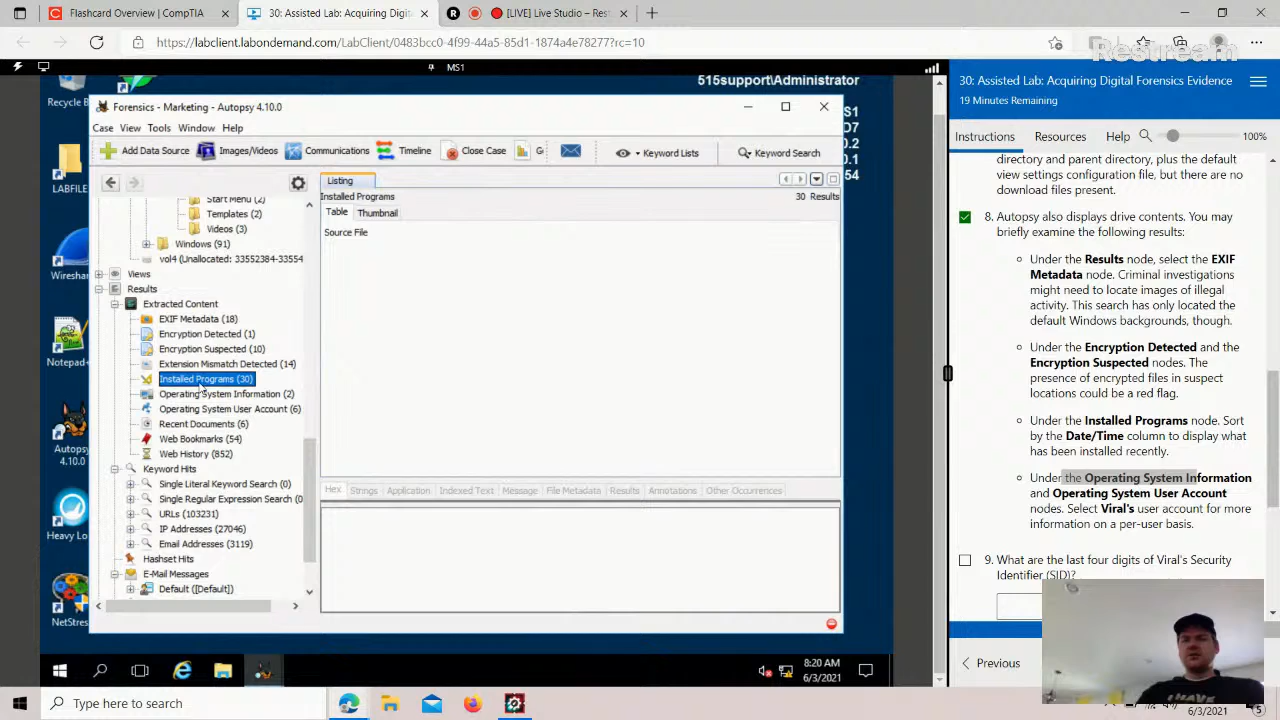 Flashcard Overview | CompTIA
30: Assisted Lab: Acquiring Digit
R
[LIVE] Live Studio – Rest
https://labclient.labondemand.com/LabClient/0483bcc0-4f99-44a5-85d1-1874a4e78277?rc=10
Restream
MS1
30: Assisted Lab: Acquiring Digital Forensics Evidence
19 Minutes Remaining
Instructions
Resources
Help
100%
Recycle B
515support\Administrator
S1
D7
0.2
0.1
54
Forensics - Marketing - Autopsy 4.10.0
Case View Tools Window Help
Add Data Source
Images/Videos
Communications
Timeline
Close Case
G
Keyword Lists
Keyword Search
LABFILE
Wireshar
Notepad+
Autopsy
4.10.0
Heavy Lo
NetStres
Start Menu (2)
Templates (2)
Videos (3)
Windows (91)
vol4 (Unallocated: 33552384-33554
Views
Results
Extracted Content
EXIF Metadata (18)
Encryption Detected (1)
Encryption Suspected (10)
Extension Mismatch Detected (14)
Installed Programs (30)
Operating System Information (2)
Operating System User Account (6)
Recent Documents (6)
Web Bookmarks (54)
Web History (852)
Keyword Hits
Single Literal Keyword Search (0)
Single Regular Expression Search (0
URLs (103231)
IP Addresses (27046)
Email Addresses (3119)
Hashset Hits
E-Mail Messages
Default ([Default])
Listing
Installed Programs
30 Results
Table Thumbnail
Source File
Hex Strings Application Indexed Text Message File Metadata Results Annotations Other Occurrences
directory and parent directory, plus the default
view settings configuration file, but there are no
download files present.
8. Autopsy also displays drive contents. You may
briefly examine the following results:
Under the Results node, select the EXIF
Metadata node. Criminal investigations
might need to locate images of illegal
activity. This search has only located the
default Windows backgrounds, though.
Under the Encryption Detected and the
Encryption Suspected nodes. The
presence of encrypted files in suspect
locations could be a red flag.
Under the Installed Programs node. Sort
by the Date/Time column to display what
has been installed recently.
Under the Operating System Information
and Operating System User Account
nodes. Select Viral's user account for more
information on a per-user basis.
9. What are the last four digits of Viral's Security
Identifier (SID)?
Previous
I HAVE
8:20 AM
6/3/2021
Type here to search
6/3/2021
5